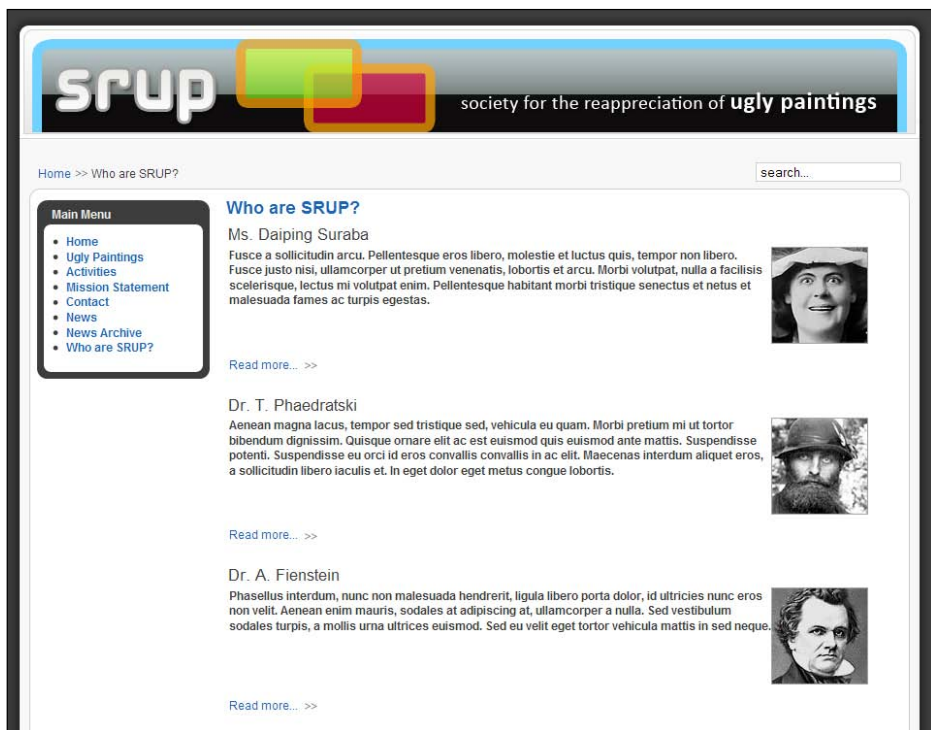 srup
society for the reappreciation of ugly paintings
Home >> Who are SRUP?
search...
Main Menu
Home
Ugly Paintings
Activities
Mission Statement
Contact
News
News Archive
Who are SRUP?
Who are SRUP?
Ms. Daiping Suraba
Fusce a sollicitudin arcu. Pellentesque eros libero, molestie et luctus quis, tempor non libero.
Fusce justo nisi, ullamcorper ut pretium venenatis, lobortis et arcu. Morbi volutpat, nulla a facilisis
scelerisque, lectus mi volutpat enim. Pellentesque habitant morbi tristique senectus et netus et
malesuada fames ac turpis egestas.
Read more... >>
Dr. T. Phaedratski
Aenean magna lacus, tempor sed tristique sed, vehicula eu quam. Morbi pretium mi ut tortor
bibendum dignissim. Quisque ornare elit ac est euismod quis euismod ante mattis. Suspendisse
potenti. Suspendisse eu orci id eros convallis convallis in ac elit. Maecenas interdum aliquet eros,
a sollicitudin libero iaculis et. In eget dolor eget metus congue lobortis.
Read more... >>
Dr. A. Fienstein
Phasellus interdum, nunc non malesuada hendrerit, ligula libero porta dolor, id ultricies nunc eros
non velit. Aenean enim mauris, sodales at adipiscing at, ullamcorper a nulla. Sed vestibulum
sodales turpis, a mollis urna ultrices euismod. Sed eu velit eget tortor vehicula mattis in sed neque.
Read more... >>